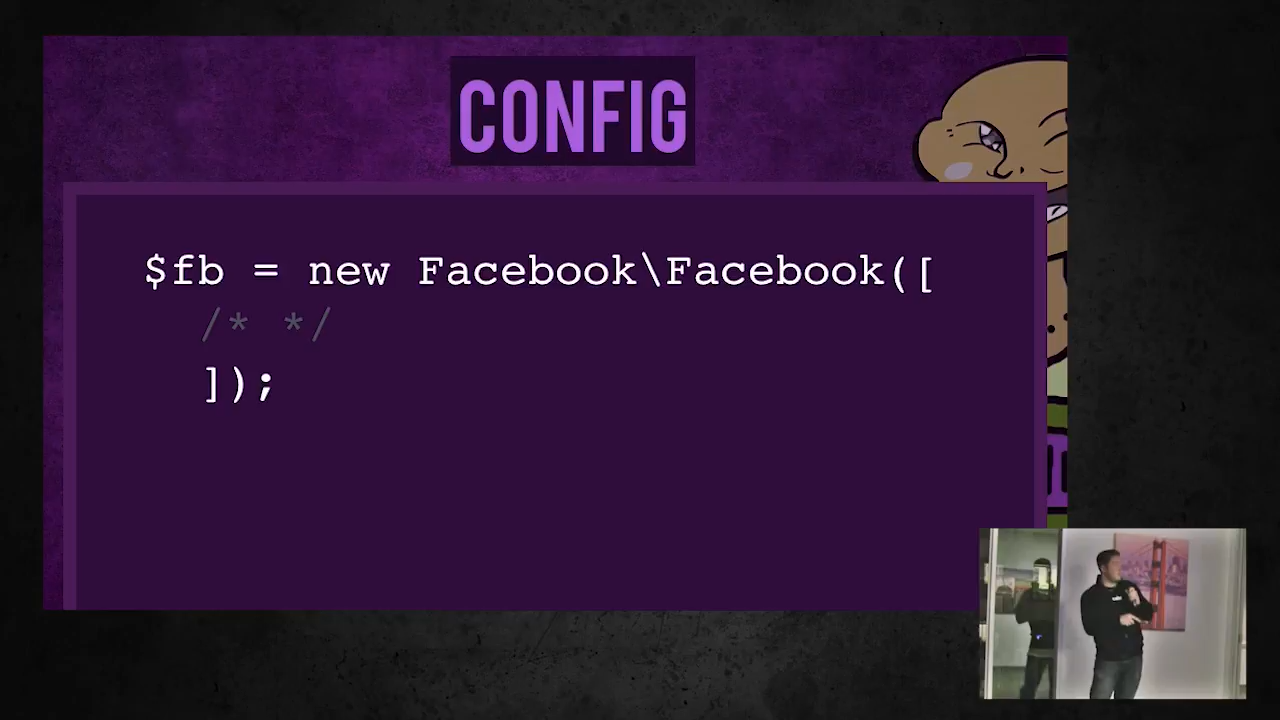 CONFIG
$fb = new Facebook\Facebook([
/* */
]);